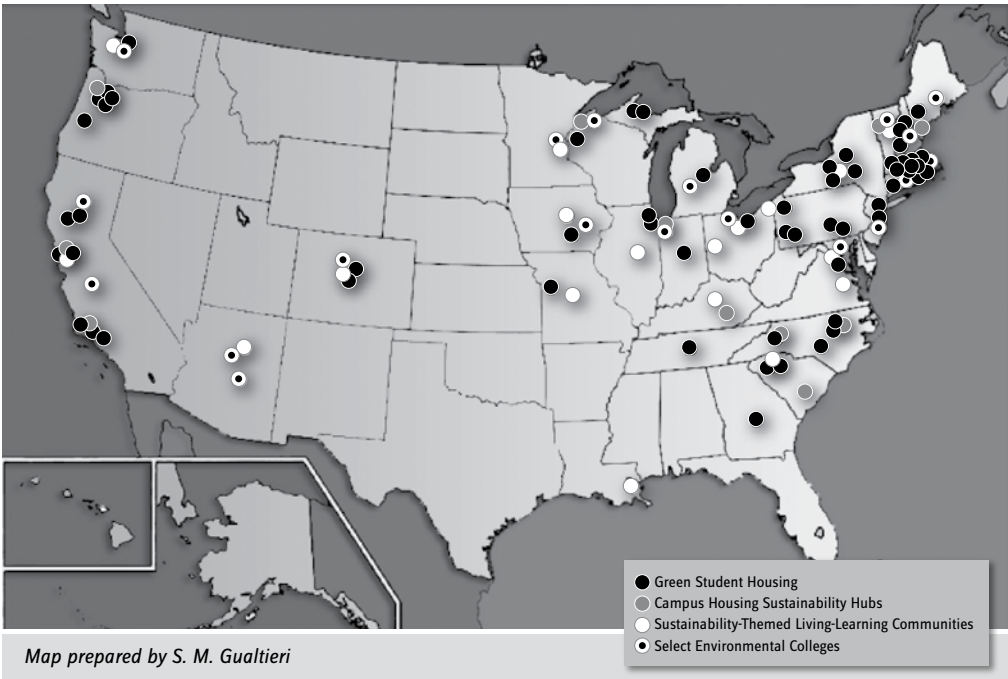 Green Student Housing
Campus Housing Sustainability Hubs
Sustainability-Themed Living-Learning Communities
Select Environmental Colleges
Map prepared by S. M. Gualtieri